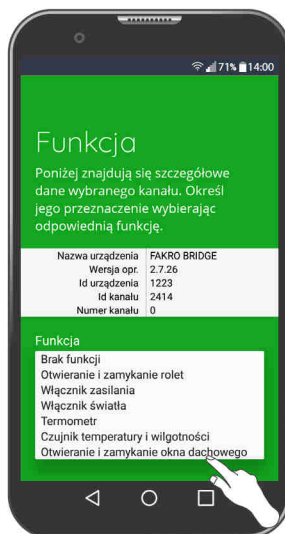 71% 14:00
Funkcja
Poniżej znajdują się szczegółowe
dane wybranego kanału. Określ
jego przeznaczenie wybierając
odpowiednią funkcję.
Nazwa urządzenia FAKRO BRIDGE
Wersja opr. 2.7.26
Id urządzenia 1223
Id kanału 2414
Numer kanału 0
Funkcja
Brak funkcji
Otwieranie i zamykanie rolet
Włącznik zasilania
Włącznik światła
Termometr
Czujnik temperatury i wilgotności
Otwieranie i zamykanie okna dachowego